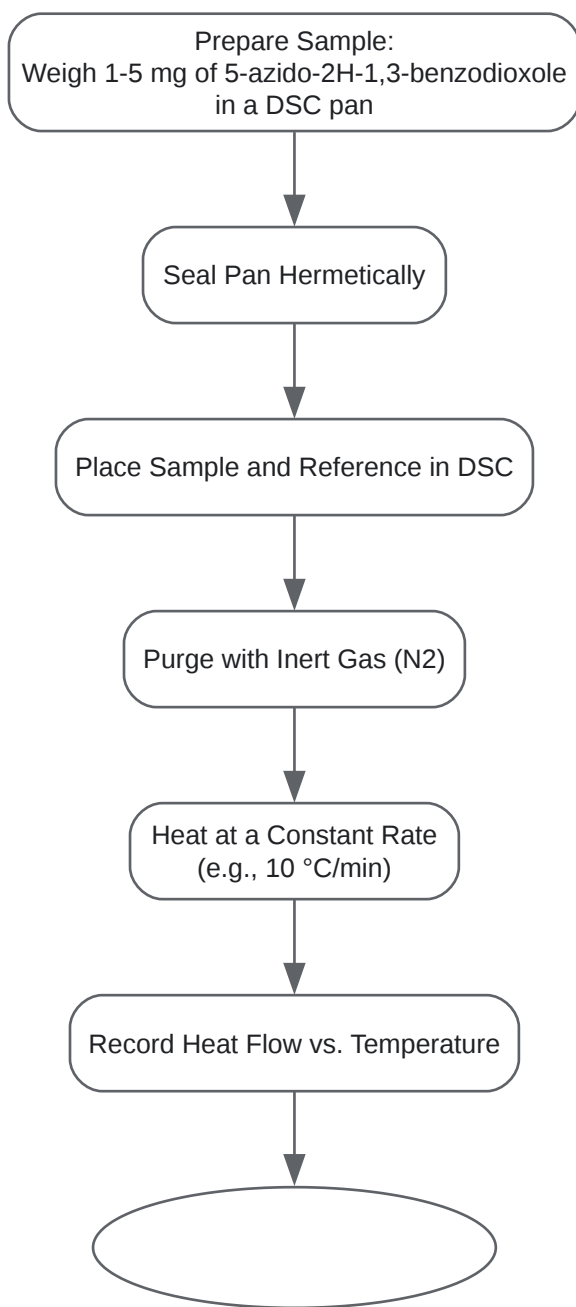 Prepare Sample:
Weigh 1-5 mg of 5-azido-2H-1,3-benzodioxole
in a DSC pan
Seal Pan Hermetically
Place Sample and Reference in DSC
Purge with Inert Gas (N2)
Heat at a Constant Rate
(e.g., 10 °C/min)
Record Heat Flow vs. Temperature